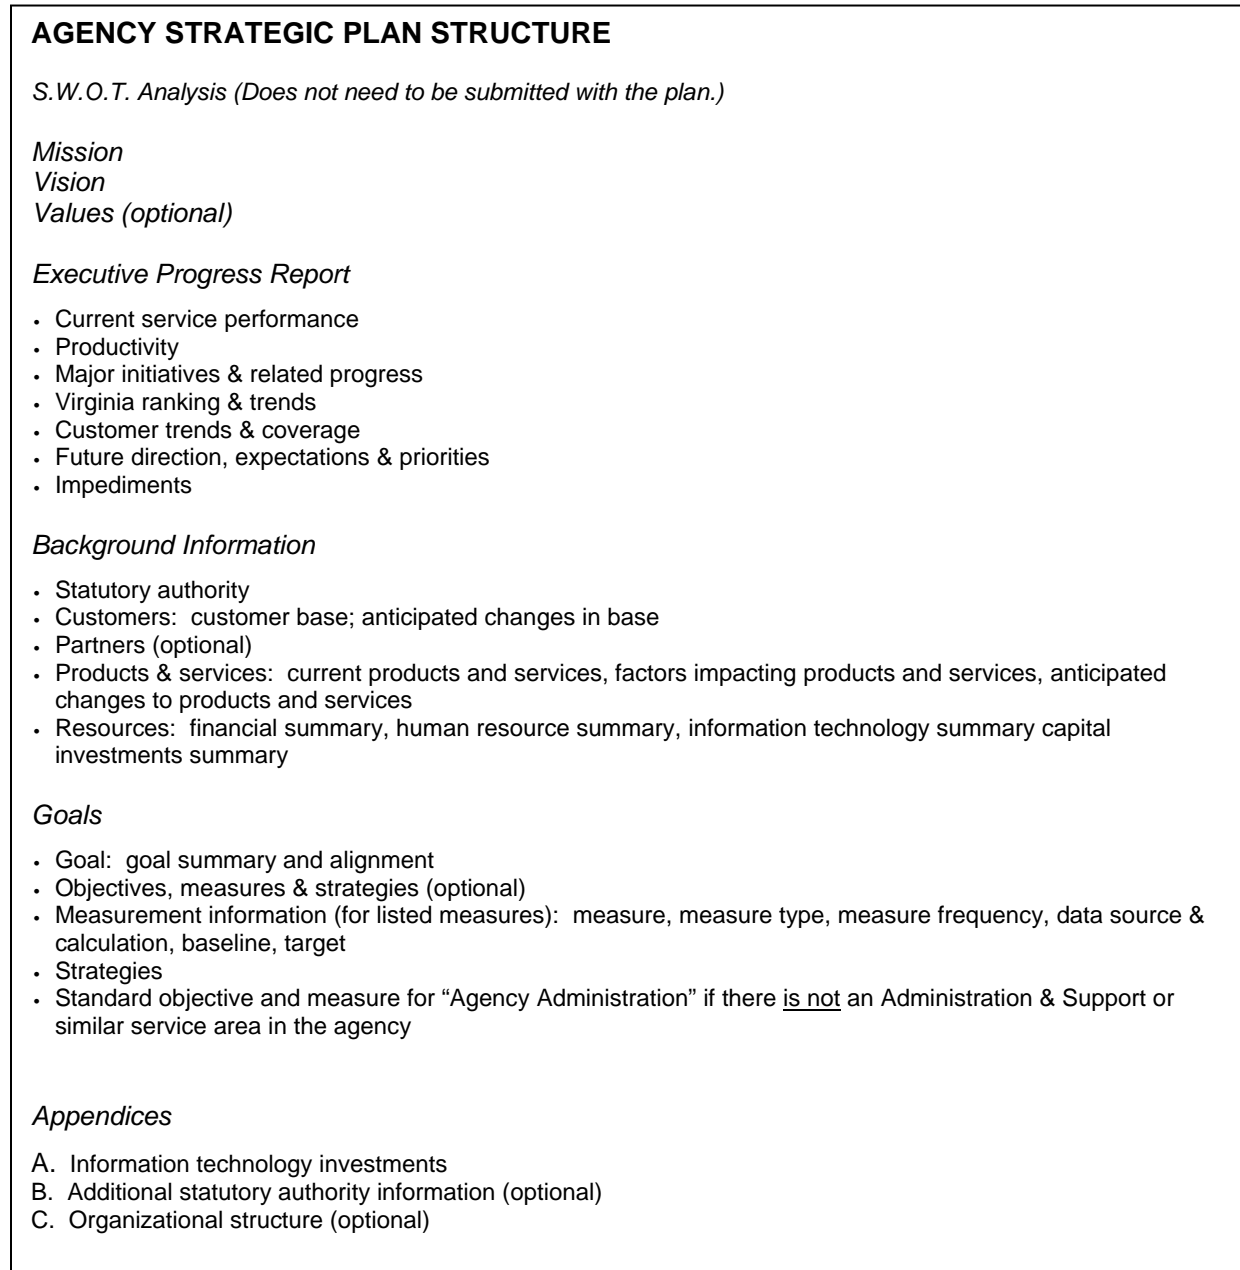 AGENCY STRATEGIC PLAN STRUCTURE
S.W.O.T. Analysis (Does not need to be submitted with the plan.)
Mission
Vision
Values (optional)
Executive Progress Report
• Current service performance
• Productivity
• Major initiatives & related progress
• Virginia ranking & trends
• Customer trends & coverage
• Future direction, expectations & priorities
• Impediments
Background Information
• Statutory authority
• Customers:  customer base; anticipated changes in base
• Partners (optional)
• Products & services:  current products and services, factors impacting products and services, anticipated
changes to products and services
• Resources:  financial summary, human resource summary, information technology summary capital
investments summary
Goals
• Goal:  goal summary and alignment
• Objectives, measures & strategies (optional)
• Measurement information (for listed measures):  measure, measure type, measure frequency, data source &
calculation, baseline, target
• Strategies
• Standard objective and measure for “Agency Administration” if there is not an Administration & Support or
similar service area in the agency
Appendices
A.  Information technology investments
B.  Additional statutory authority information (optional)
C.  Organizational structure (optional)